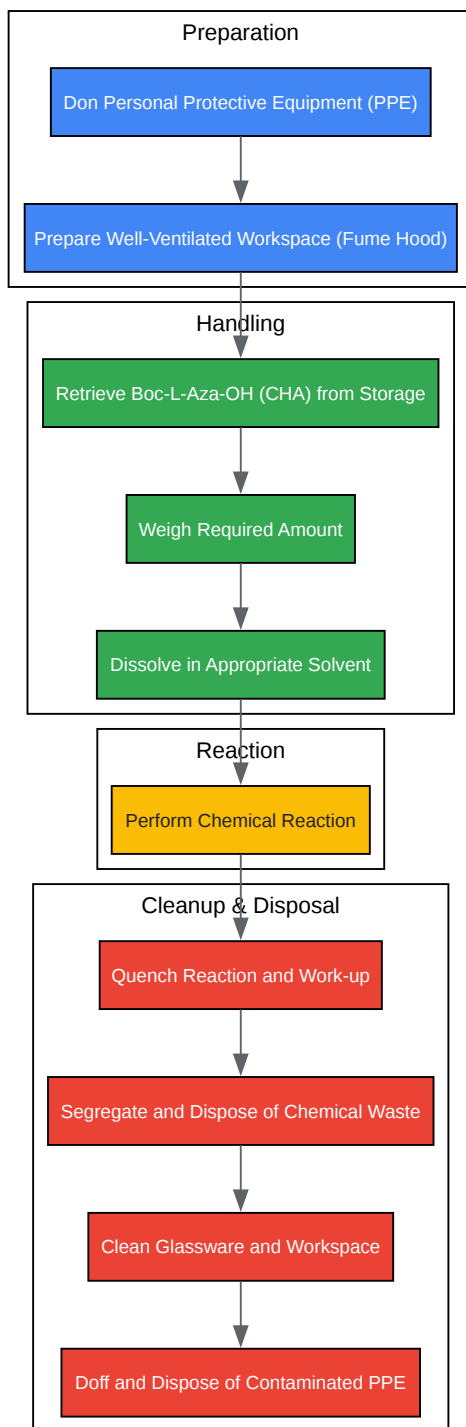 Preparation
Don Personal Protective Equipment (PPE)
Prepare Well-Ventilated Workspace (Fume Hood)
Handling
Retrieve Boc-L-Aza-OH (CHA) from Storage
Weigh Required Amount
Dissolve in Appropriate Solvent
Reaction
Perform Chemical Reaction
Cleanup & Disposal
Quench Reaction and Work-up
Segregate and Dispose of Chemical Waste
Clean Glassware and Workspace
Doff and Dispose of Contaminated PPE